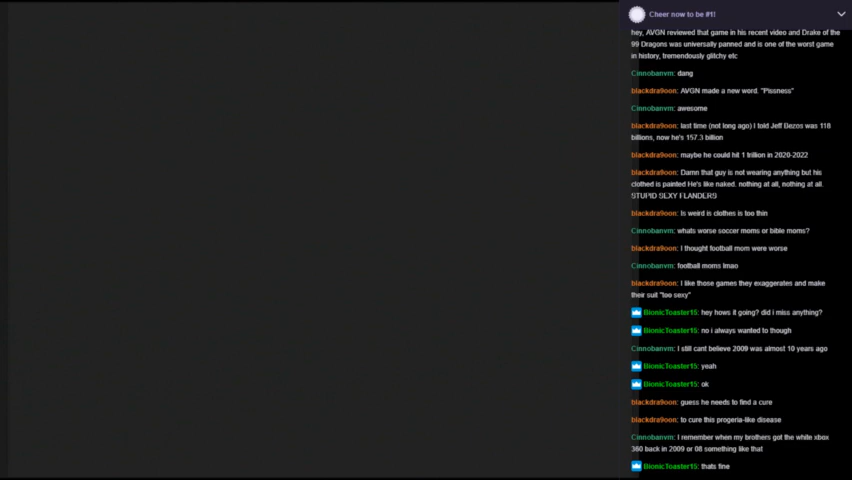 Cheer now to be #1!
hey, AVGN reviewed that game in his recent video and Drake of the
99 Dragons was universally panned and is one of the worst game
in history, tremendously glitchy etc
Cinnobanvm: dang
blackdra9oon: AVGN made a new word. "Pissness"
Cinnobanvm: awesome
blackdra9oon: last time (not long ago) I told Jeff Bezos was 118
billions, now he's 157.3 billion
blackdra9oon: maybe he could hit 1 trillion in 2020-2022
blackdra9oon: Damn that guy is not wearing anything but his
clothed is painted He's like naked. nothing at all, nothing at all.
STUPID SEXY FLANDERS
blackdra9oon: Is weird is clothes is too thin
Cinnobanvm: whats worse soccer moms or bible moms?
blackdra9oon: I thought football mom were worse
Cinnobanvm: football moms lmao
blackdra9oon: I like those games they exaggerates and make
their suit "too sexy"
BionicToaster15: hey hows it going? did i miss anything?
BionicToaster15: no i always wanted to though
Cinnobanvm: I still cant believe 2009 was almost 10 years ago
BionicToaster15: yeah
BionicToaster15: ok
blackdra9oon: guess he needs to find a cure
blackdra9oon: to cure this progeria-like disease
Cinnobanvm: I remember when my brothers got the white xbox
360 back in 2009 or 08 something like that
BionicToaster15: thats fine